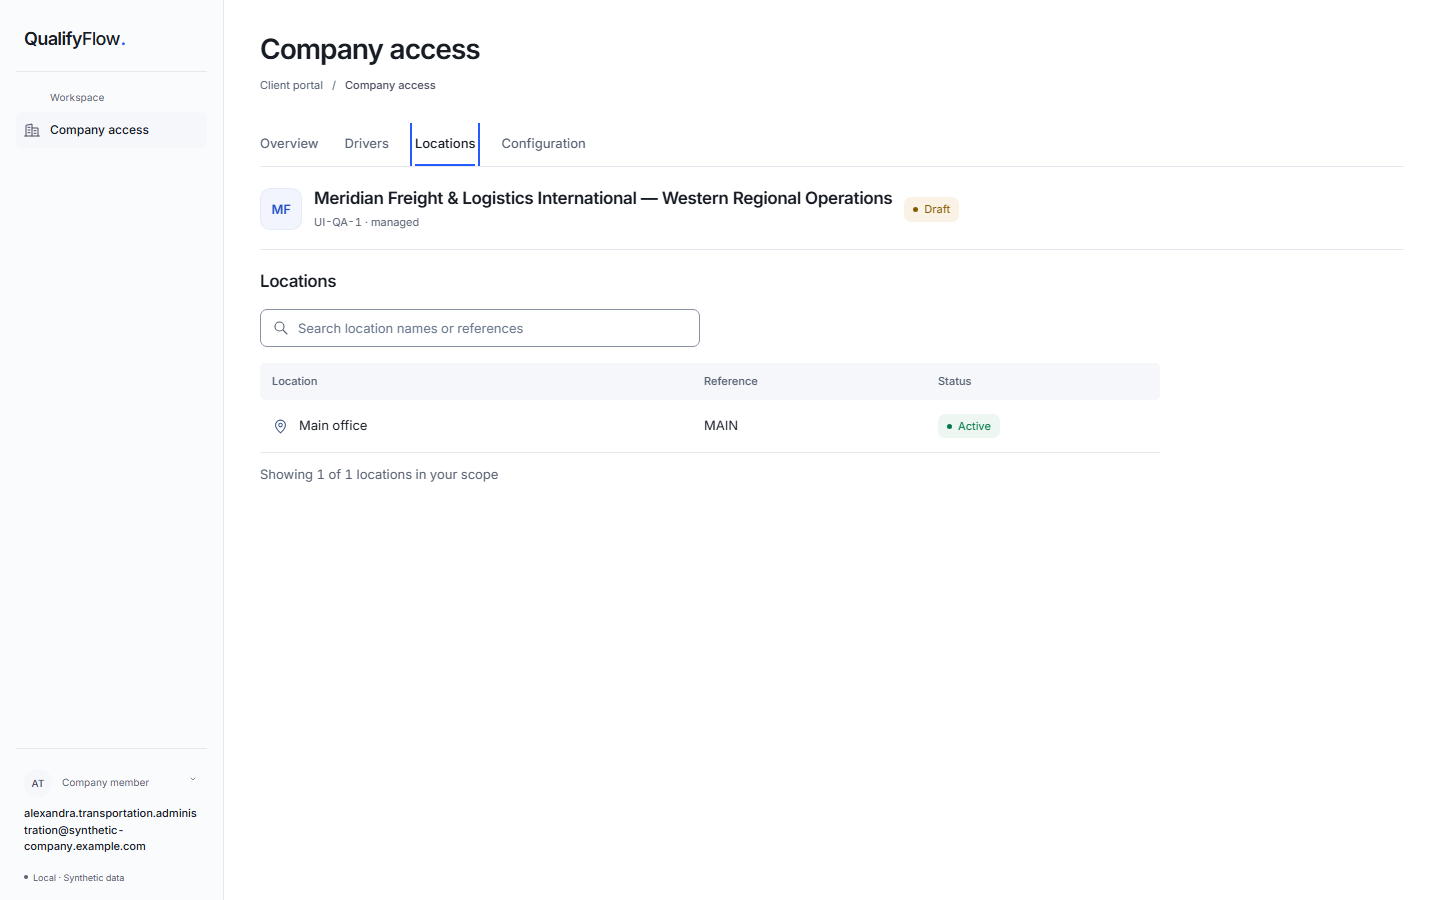 QualifyFlow.
Workspace
Company access
Company access
Client portal / Company access
Overview Drivers Locations Configuration
MF
Meridian Freight & Logistics International — Western Regional Operations
UI-QA-1 · managed
Draft
Locations
Search location names or references
Location Reference Status
Main office MAIN Active
Showing 1 of 1 locations in your scope
AT Company member
alexandra.transportation.adminis
tration@synthetic-
company.example.com
Local · Synthetic data